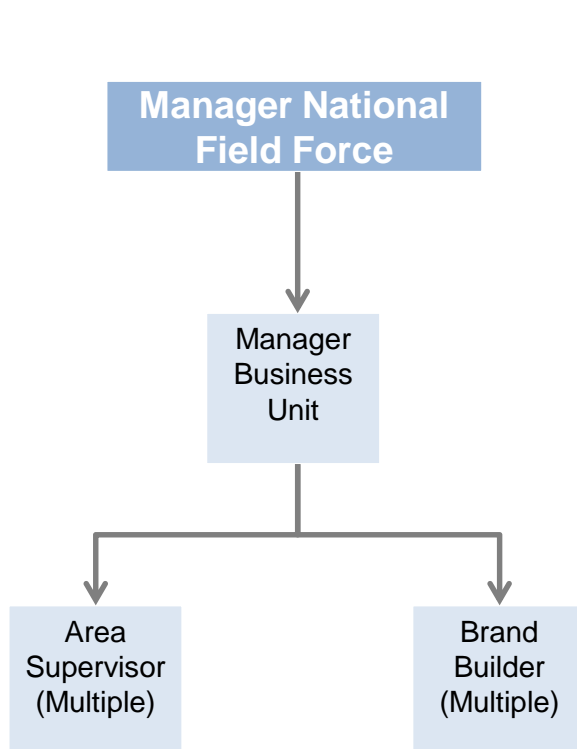 Manager National
Field Force
Manager
Business
Unit
Area
Supervisor
(Multiple)
Brand
Builder
(Multiple)